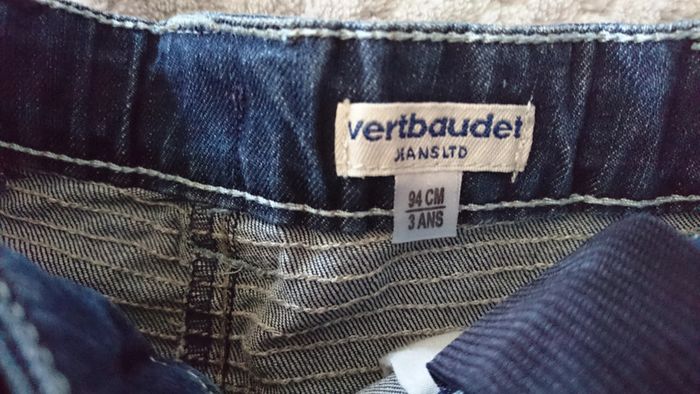 vertbaudet
JEANS LTD
94 CM
3 ANS